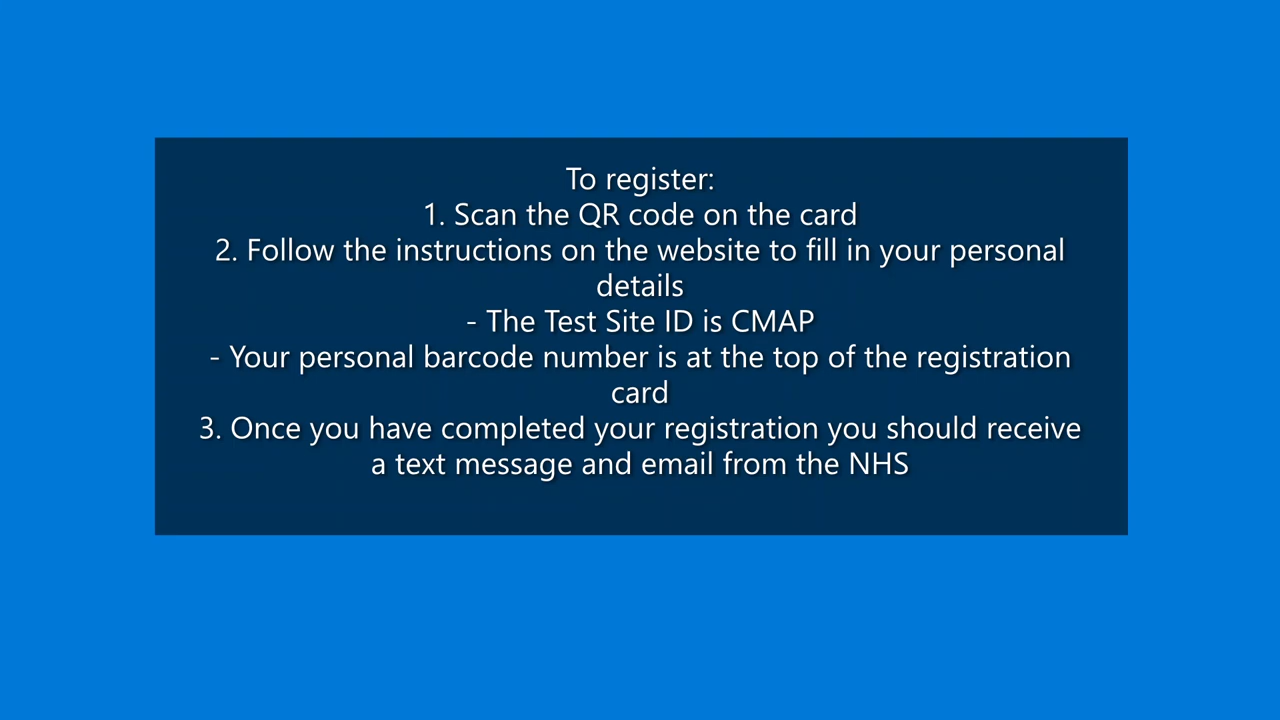 To register:
1. Scan the QR code on the card
2. Follow the instructions on the website to fill in your personal
details
- The Test Site ID is CMAP
- Your personal barcode number is at the top of the registration
card
3. Once you have completed your registration you should receive
a text message and email from the NHS